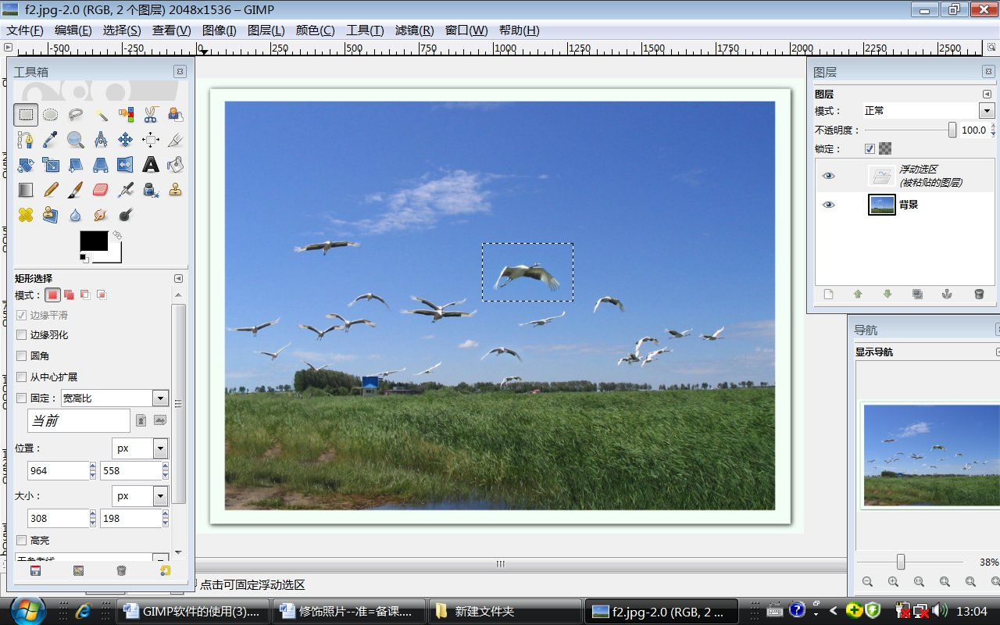 f2.jpg-2.0 (RGB, 2 个图层) 2048x1536 – GIMP
文件(F) 编辑(E) 选择(S) 查看(V) 图像(I) 图层(L) 颜色(C) 工具(T) 滤镜(R) 窗口(W) 帮助(H)
-500 -250 0 250 500 750 1000 1250 1500 1750 2000 2250 2500
工具箱
矩形选择
模式：
边缘平滑
边缘羽化
圆角
从中心扩展
固定： 宽高比
当前
位置： px
964 558
大小： px
308 198
高亮
无参考线
图层
图层
模式： 正常
不透明度： 100.0
锁定：
浮动选区
(被粘贴的图层)
背景
导航
显示导航
38%
点击可固定浮动选区
GIMP软件的使用(3)....
修饰照片--准=备课....
新建文件夹
f2.jpg-2.0 (RGB, 2 ...
13:04